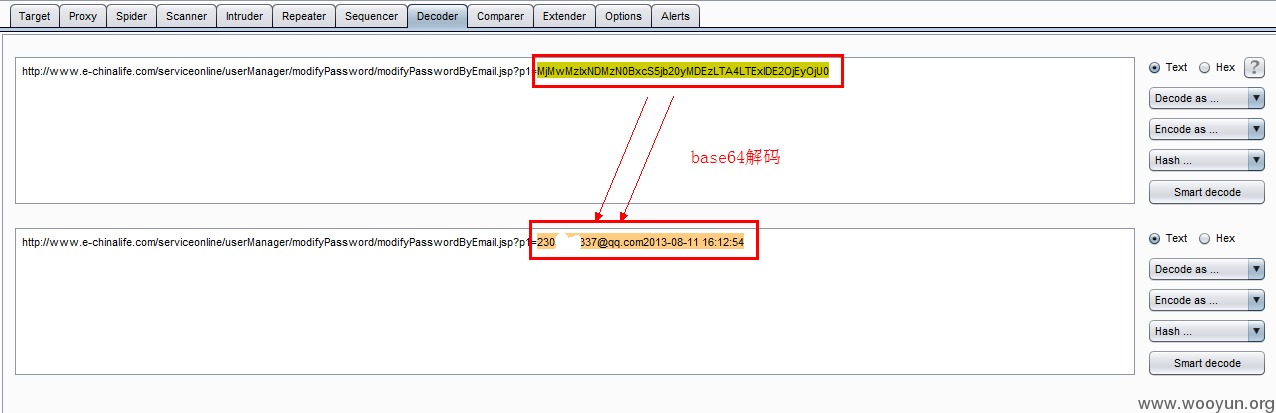 Target Proxy Spider Scanner Intruder Repeater Sequencer Decoder Comparer Extender Options Alerts
http://www.e-chinalife.com/serviceonline/userManager/modifyPassword/modifyPasswordByEmail.jsp?p1=MjMwMzIxNDMzN0BxcS5jb20yMDEzLTA4LTExIDE2OjEyOjU0
Text Hex ?
Decode as ...
Encode as ...
Hash ...
Smart decode
base64解码
http://www.e-chinalife.com/serviceonline/userManager/modifyPassword/modifyPasswordByEmail.jsp?p1=230 337@qq.com2013-08-11 16:12:54
Text Hex
Decode as ...
Encode as ...
Hash ...
Smart decode
www.wooyun.org